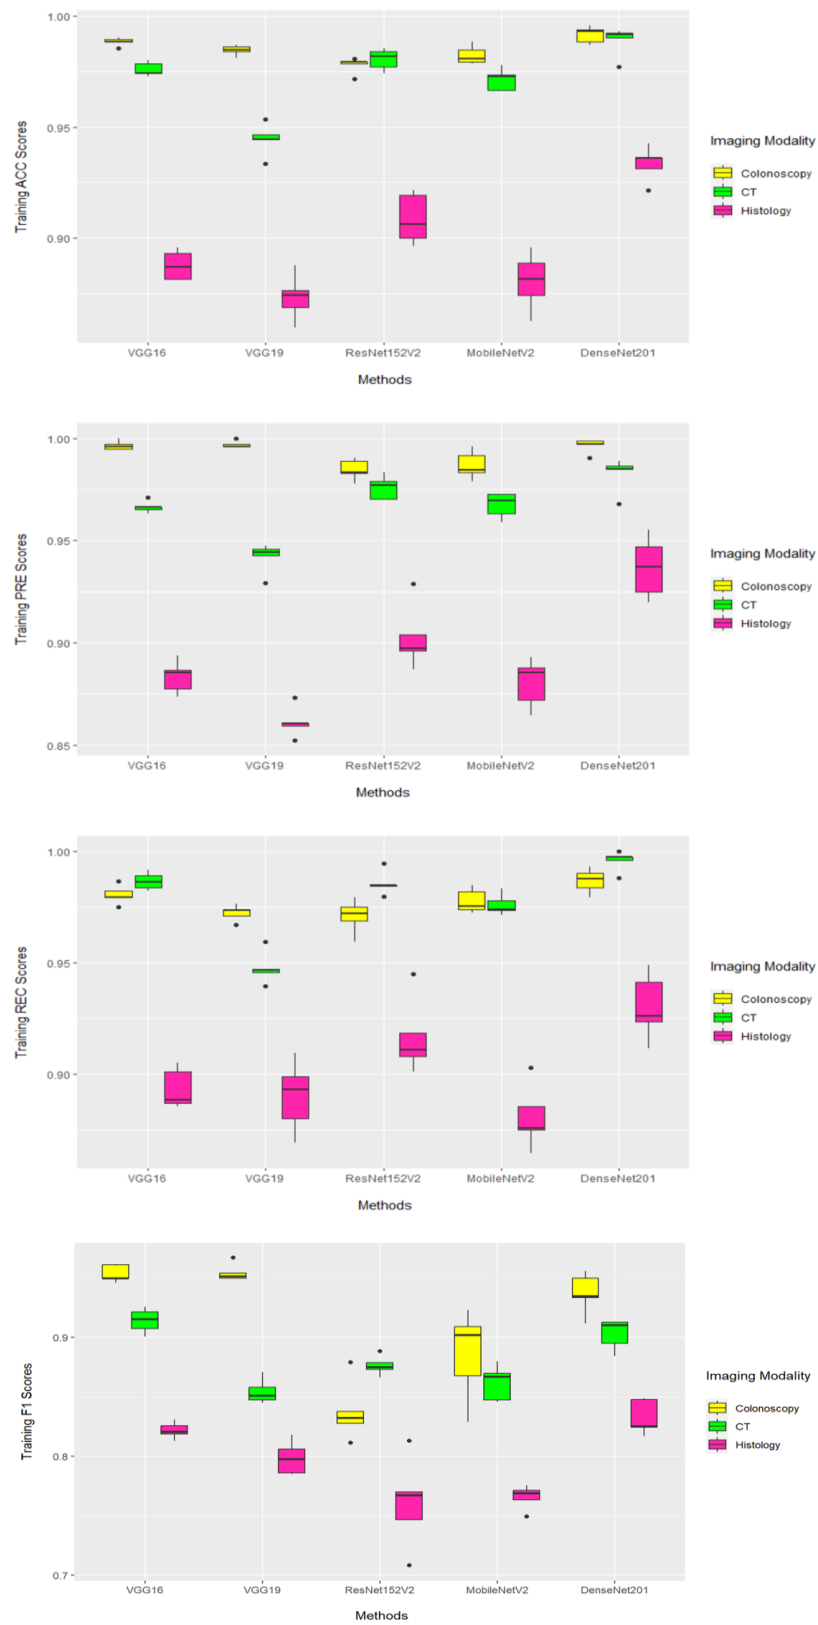 1.00
0.95
0.90
Training ACC Scores
VGG16 VGG19 ResNet152V2 MobileNetV2 DenseNet201
Methods
Imaging Modality
Colonoscopy
CT
Histology
1.00
0.95
0.90
0.85
Training PRE Scores
VGG16 VGG19 ResNet152V2 MobileNetV2 DenseNet201
Methods
Imaging Modality
Colonoscopy
CT
Histology
1.00
0.95
0.90
Training REC Scores
VGG16 VGG19 ResNet152V2 MobileNetV2 DenseNet201
Methods
Imaging Modality
Colonoscopy
CT
Histology
0.9
0.8
0.7
Training F1 Scores
VGG16 VGG19 ResNet152V2 MobileNetV2 DenseNet201
Methods
Imaging Modality
Colonoscopy
CT
Histology